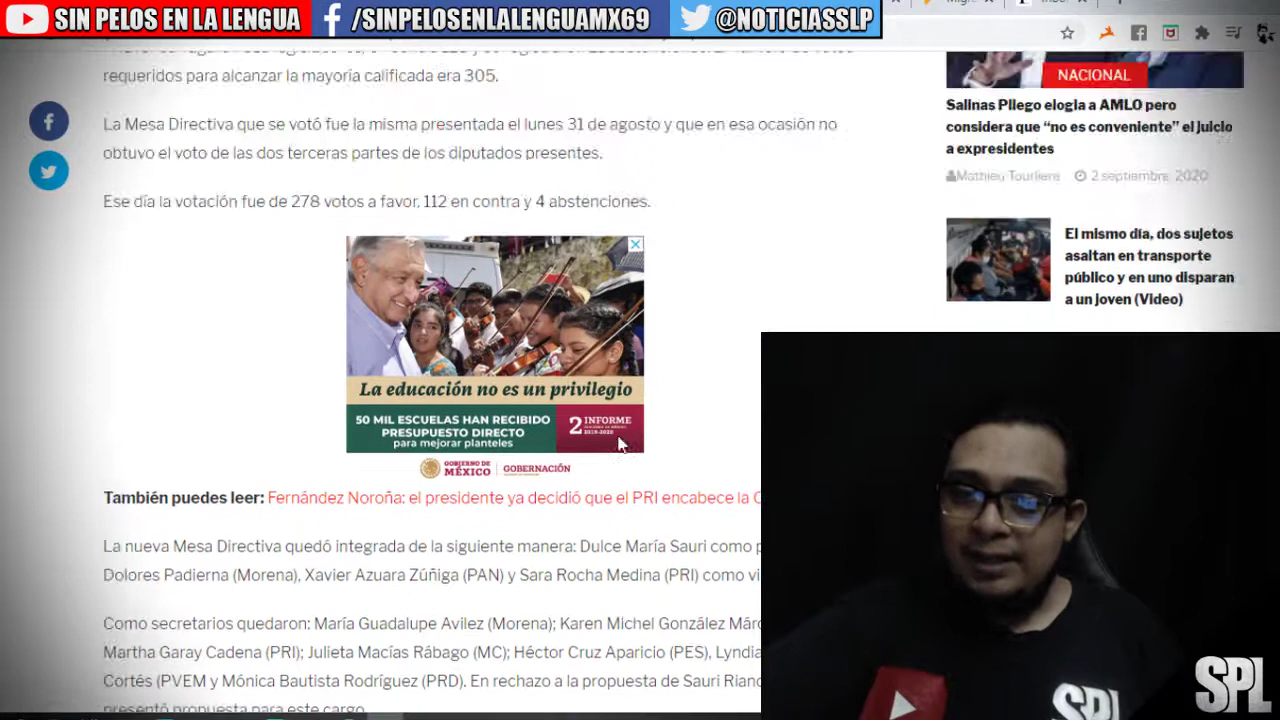 SIN PELOS EN LA LENGUA
/SINPELOSENLALENGUAMX69
@NOTICIASSLP
requeridos para alcanzar la mayoría calificada era 305.
La Mesa Directiva que se votó fue la misma presentada el lunes 31 de agosto y que en esa ocasión no
obtuvo el voto de las dos terceras partes de los diputados presentes.
Ese día la votación fue de 278 votos a favor, 112 en contra y 4 abstenciones.
La educación no es un privilegio
50 MIL ESCUELAS HAN RECIBIDO
PRESUPUESTO DIRECTO
para mejorar planteles
2 INFORME
2019-2020
GOBIERNO DE
MÉXICO
GOBERNACIÓN
También puedes leer: Fernández Noroña: el presidente ya decidió que el PRI encabece la
La nueva Mesa Directiva quedó integrada de la siguiente manera: Dulce María Sauri como
Dolores Padierna (Morena), Xavier Azuara Zúñiga (PAN) y Sara Rocha Medina (PRI) como
Como secretarios quedaron: María Guadalupe Avilez (Morena); Karen Michel González
Martha Garay Cadena (PRI); Julieta Macías Rábago (MC); Héctor Cruz Aparicio (PES),
Cortés (PVEM y Mónica Bautista Rodríguez (PRD). En rechazo a la propuesta de Sauri
presentó propuesta para este cargo
NACIONAL
Salinas Pliego elogia a AMLO pero
considera que “no es conveniente” el juicio
a expresidentes
Mathieu Tourliere
2 septiembre, 2020
El mismo día, dos sujetos
asaltan en transporte
público y en uno disparan
a un joven (Video)
SPL
SPL